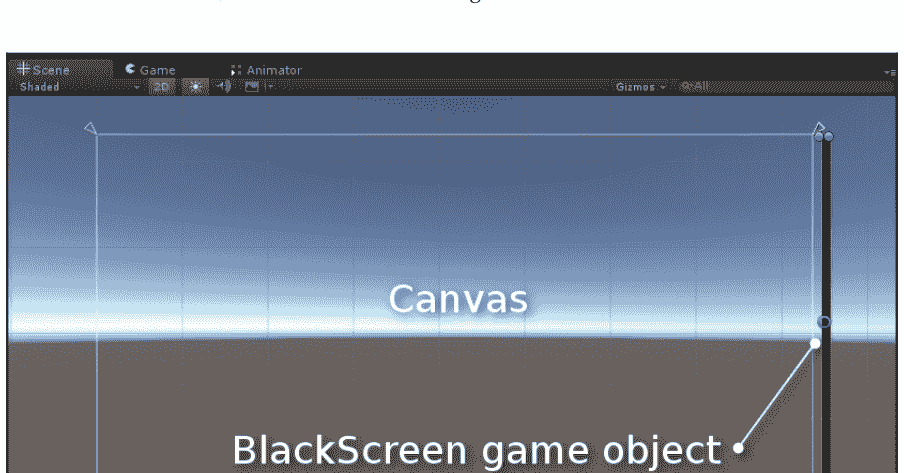 Scene Game Animator
Shaded 2D Gizmos All
Canvas
BlackScreen game object